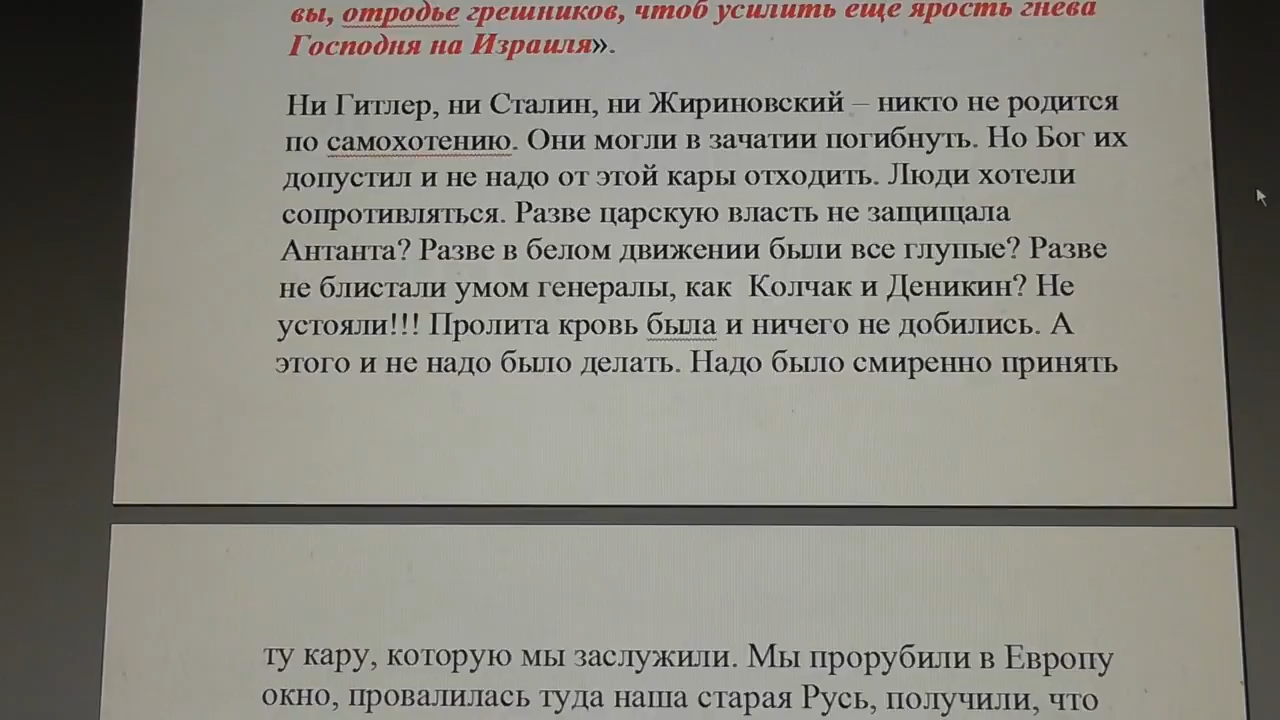 вы, отродье грешников, чтоб усилить еще ярость гнева
Господня на Израиля».
Ни Гитлер, ни Сталин, ни Жириновский – никто не родится
по самохотению. Они могли в зачатии погибнуть. Но Бог их
допустил и не надо от этой кары отходить. Люди хотели
сопротивляться. Разве царскую власть не защищала
Антанта? Разве в белом движении были все глупые? Разве
не блистали умом генералы, как Колчак и Деникин? Не
устояли!!! Пролита кровь была и ничего не добились. А
этого и не надо было делать. Надо было смиренно принять
ту кару, которую мы заслужили. Мы прорубили в Европу
окно, провалилась туда наша старая Русь, получили, что